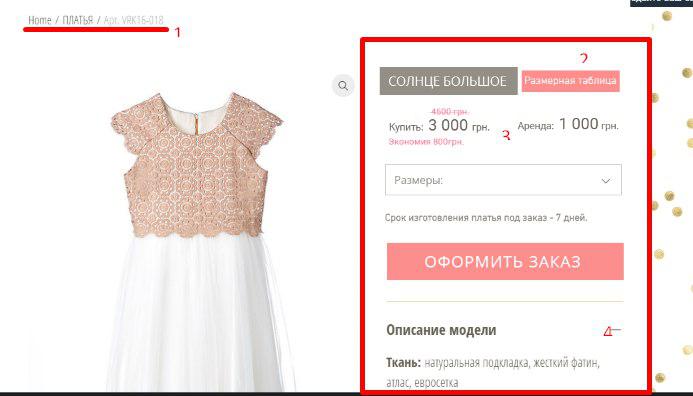 Home / ПЛАТЬЯ / Арт. VRK16-018
1
2
СОЛНЦЕ БОЛЬШОЕ
Размерная таблица
4600 грн.
Купить: 3 000 грн.
3
Аренда: 1 000 грн.
Экономия 800грн.
Размеры:
Срок изготовления платья под заказ - 7 дней.
ОФОРМИТЬ ЗАКАЗ
Описание модели
4
Ткань: натуральная подкладка, жесткий фатин,
атлас, евросетка